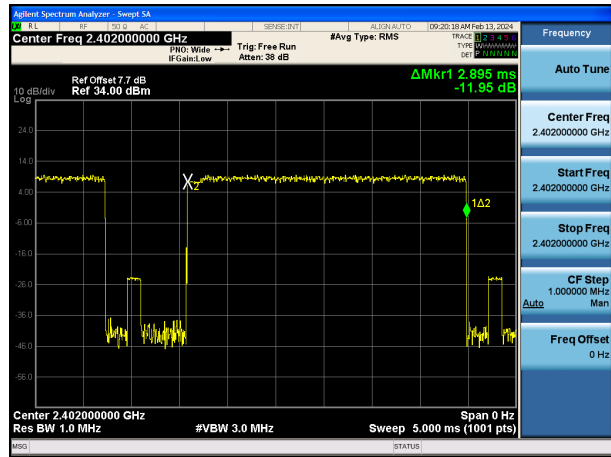 Agilent Spectrum Analyzer - Swept SA
RL RF 50 Ω AC SENSE:INT ALIGN AUTO 09:20:18 AM Feb 13, 2024
Center Freq 2.402000000 GHz
PNO: Wide
IFGain:Low
Trig: Free Run
Atten: 38 dB
#Avg Type: RMS
TRACE 1 2 3 4 5 6
TYPE
DET P N N N N N
Ref Offset 7.7 dB
Ref 34.00 dBm
10 dB/div
Log
ΔMkr1 2.895 ms
-11.95 dB
24.0
14.0
4.00
-6.00
-16.0
-26.0
-36.0
-46.0
-56.0
2
1Δ2
Center 2.402000000 GHz
Span 0 Hz
Res BW 1.0 MHz
#VBW 3.0 MHz
Sweep 5.000 ms (1001 pts)
MSG
STATUS
Frequency
Auto Tune
Center Freq
2.402000000 GHz
Start Freq
2.402000000 GHz
Stop Freq
2.402000000 GHz
CF Step
1.000000 MHz
Auto Man
Freq Offset
0 Hz